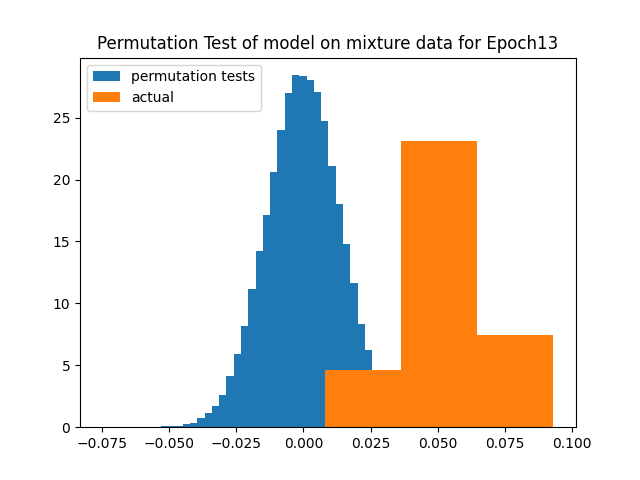 Permutation Test of model on mixture data for Epoch13
permutation tests
actual
25
20
15
10
5
0
−0.075 −0.050 −0.025 0.000 0.025 0.050 0.075 0.100